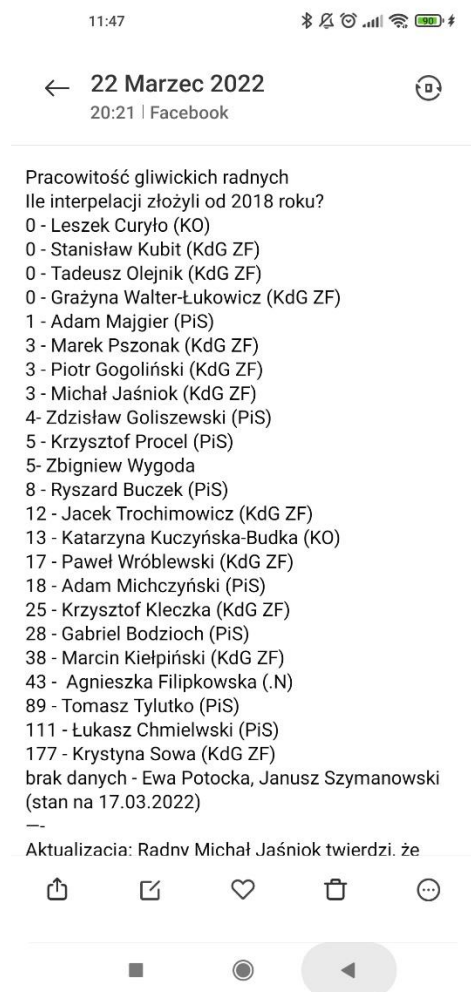 11:47
90
22 Marzec 2022
20:21 | Facebook
Pracowitość gliwickich radnych
Ile interpelacji złożyli od 2018 roku?
0 - Leszek Curyło (KO)
0 - Stanisław Kubit (KdG ZF)
0 - Tadeusz Olejnik (KdG ZF)
0 - Grażyna Walter-Łukowicz (KdG ZF)
1 - Adam Majgier (PiS)
3 - Marek Pszonak (KdG ZF)
3 - Piotr Gogoliński (KdG ZF)
3 - Michał Jaśniok (KdG ZF)
4- Zdzisław Goliszewski (PiS)
5 - Krzysztof Procel (PiS)
5- Zbigniew Wygoda
8 - Ryszard Buczek (PiS)
12 - Jacek Trochimowicz (KdG ZF)
13 - Katarzyna Kuczyńska-Budka (KO)
17 - Paweł Wróblewski (KdG ZF)
18 - Adam Michczyński (PiS)
25 - Krzysztof Kleczka (KdG ZF)
28 - Gabriel Bodzioch (PiS)
38 - Marcin Kiełpiński (KdG ZF)
43 -  Agnieszka Filipkowska (.N)
89 - Tomasz Tylutko (PiS)
111 - Łukasz Chmielwski (PiS)
177 - Krystyna Sowa (KdG ZF)
brak danych - Ewa Potocka, Janusz Szymanowski
(stan na 17.03.2022)
—-
Aktualizacja: Radny Michał Jaśniok twierdzi, że